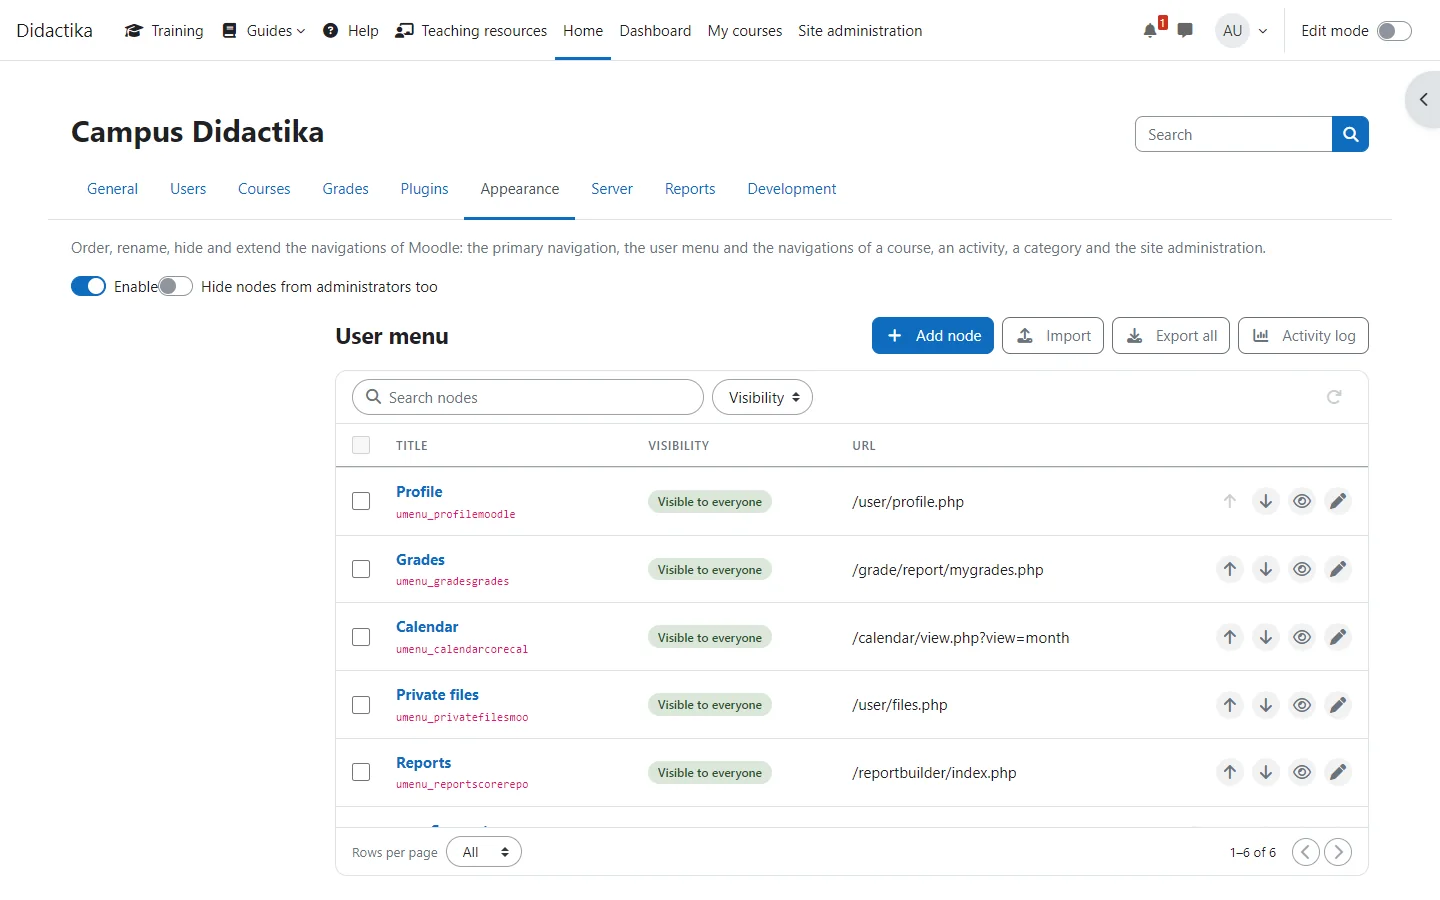 Didactika
Training
Guides
Help
Teaching resources
Home
Dashboard
My courses
Site administration
1
AU
Edit mode
Campus Didactika
Search
General
Users
Courses
Grades
Plugins
Appearance
Server
Reports
Development
Order, rename, hide and extend the navigations of Moodle: the primary navigation, the user menu and the navigations of a course, an activity, a category and the site administration.
Enable
Hide nodes from administrators too
User menu
Add node
Import
Export all
Activity log
Search nodes
Visibility
TITLE
VISIBILITY
URL
Profile
umenu_profilemoodle
Visible to everyone
/user/profile.php
Grades
umenu_gradesgrades
Visible to everyone
/grade/report/mygrades.php
Calendar
umenu_calendarcorecal
Visible to everyone
/calendar/view.php?view=month
Private files
umenu_privatefilesmoo
Visible to everyone
/user/files.php
Reports
umenu_reportscorerepo
Visible to everyone
/reportbuilder/index.php
Rows per page
All
1–6 of 6